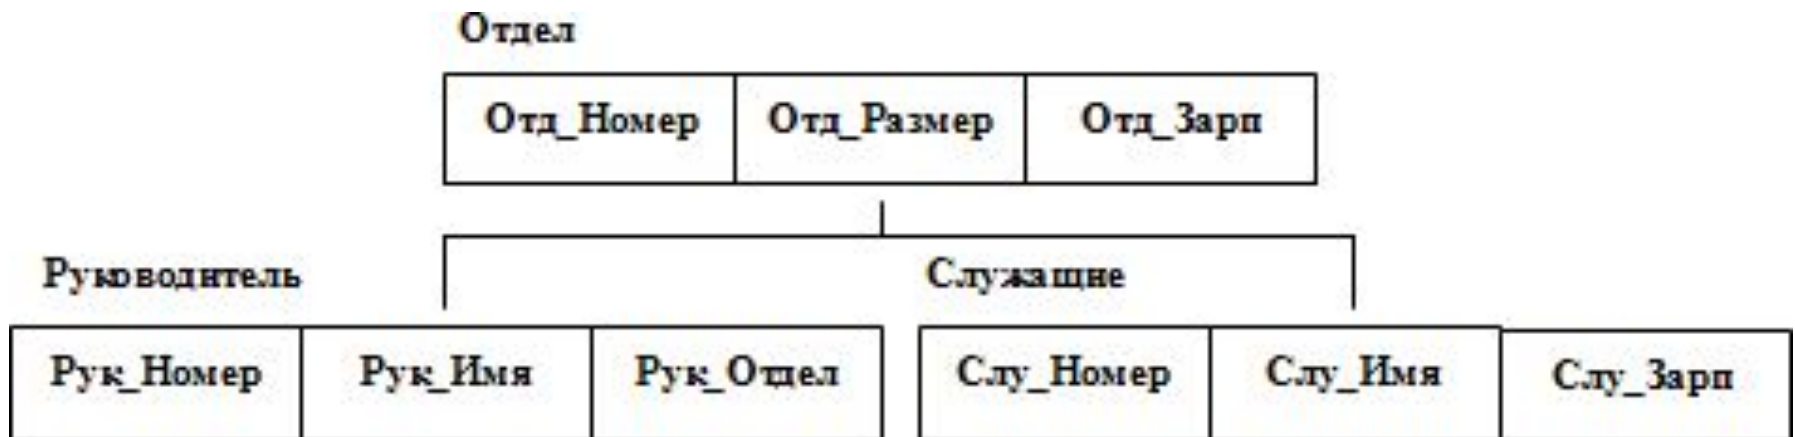 Отдел
Отд_Номер Отд_Размер Отд_Зарп
Руководитель Служащие
Рук_Номер Рук_Имя Рук_Отдел Слу_Номер Слу_Имя Слу_Зарп